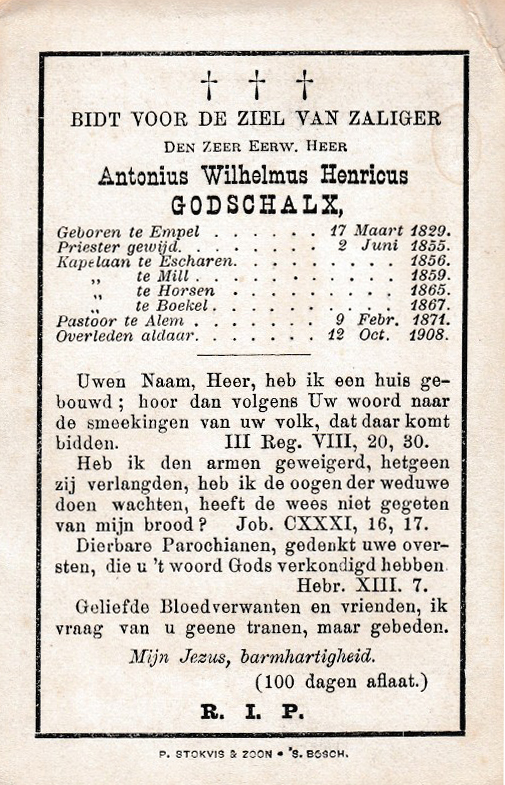 † † †
BIDT VOOR DE ZIEL VAN ZALIGER
DEN ZEER EERW. HEER
Antonius Wilhelmus Henricus
GODSCHALX,
Geboren te Empel . . . . . . 17 Maart 1829.
Priester gewijd. . . . . . . . 2 Juni 1855.
Kapelaan te Escharen. . . . . . . . . . 1856.
„ te Mill . . . . . . . . . . . . 1859.
„ te Horsen . . . . . . . . . . 1865.
„ te Boekel. . . . . . . . . . . 1867.
Pastoor te Alem . . . . . . . 9 Febr. 1871.
Overleden aldaar. . . . . . . 12 Oct. 1908.
Uwen Naam, Heer, heb ik een huis ge-
bouwd ; hoor dan volgens Uw woord naar
de smeekingen van uw volk, dat daar komt
bidden. III Reg. VIII, 20, 30.
Heb ik den armen geweigerd, hetgeen
zij verlangden, heb ik de oogen der weduwe
doen wachten, heeft de wees niet gegeten
van mijn brood ? Job. CXXXI, 16, 17.
Dierbare Parochianen, gedenkt uwe over-
sten, die u 't woord Gods verkondigd hebben.
Hebr. XIII. 7.
Geliefde Bloedverwanten en vrienden, ik
vraag van u geene tranen, maar gebeden.
Mijn Jezus, barmhartigheid.
(100 dagen aflaat.)
R. I. P.
P. STOKVIS & ZOON • 'S. BOSCH.